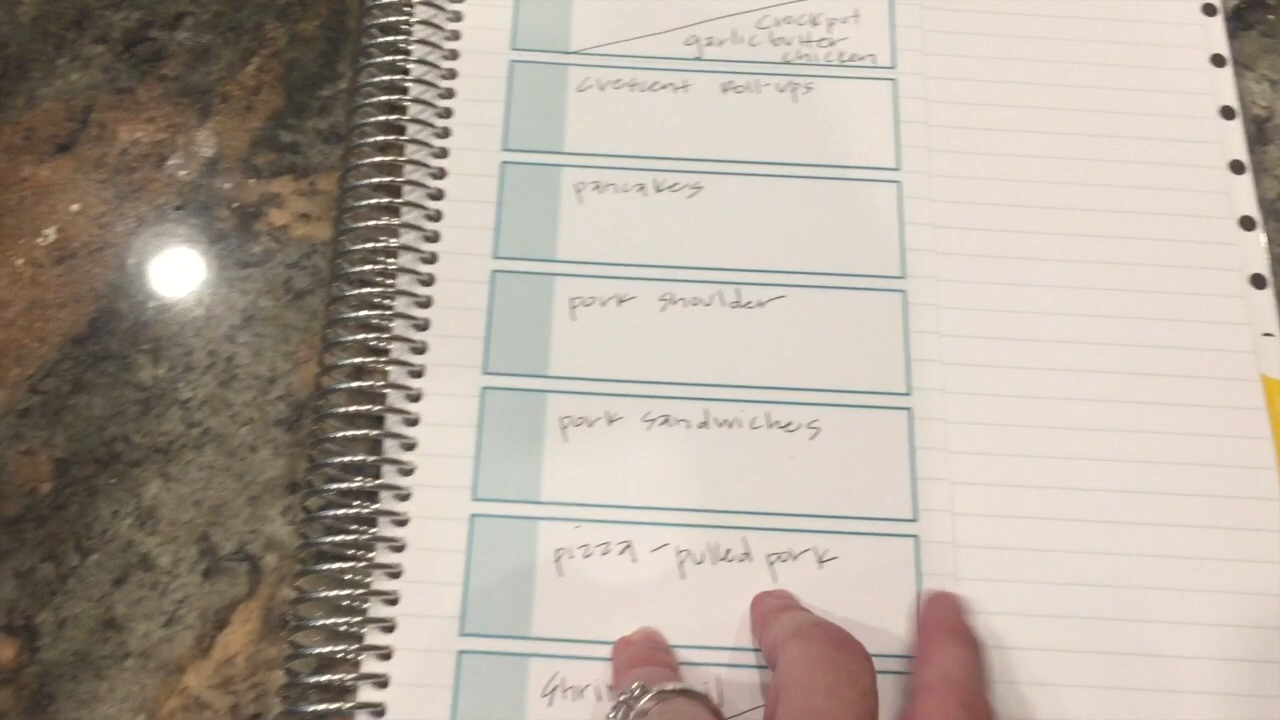 crockpot
garlic butter
chicken
crescent roll-ups
pancakes
pork shoulder
pork sandwiches
pizza - pulled pork